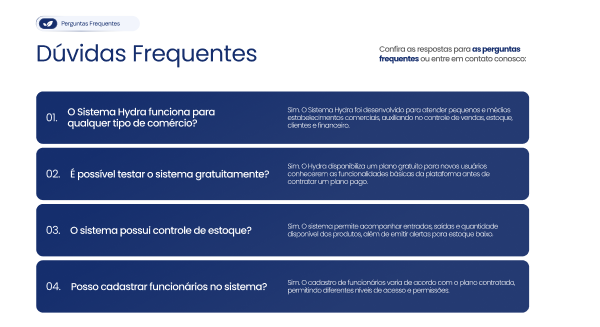 Perguntas Frequentes
Dúvidas Frequentes
Confira as respostas para as perguntas
frequentes ou entre em contato conosco:
01.
O Sistema Hydra funciona para
qualquer tipo de comércio?
Sim. O Sistema Hydra foi desenvolvido para atender pequenos e médios
estabelecimentos comerciais, auxiliando no controle de vendas, estoque,
clientes e financeiro.
02.
É possível testar o sistema gratuitamente?
Sim. O Hydra disponibiliza um plano gratuito para novos usuários
conhecerem as funcionalidades básicas da plataforma antes de
contratar um plano pago.
03.
O sistema possui controle de estoque?
Sim. O sistema permite acompanhar entradas, saídas e quantidade
disponível dos produtos, além de emitir alertas para estoque baixo.
04.
Posso cadastrar funcionários no sistema?
Sim. O cadastro de funcionários varia de acordo com o plano contratado,
permitindo diferentes níveis de acesso e permissões.